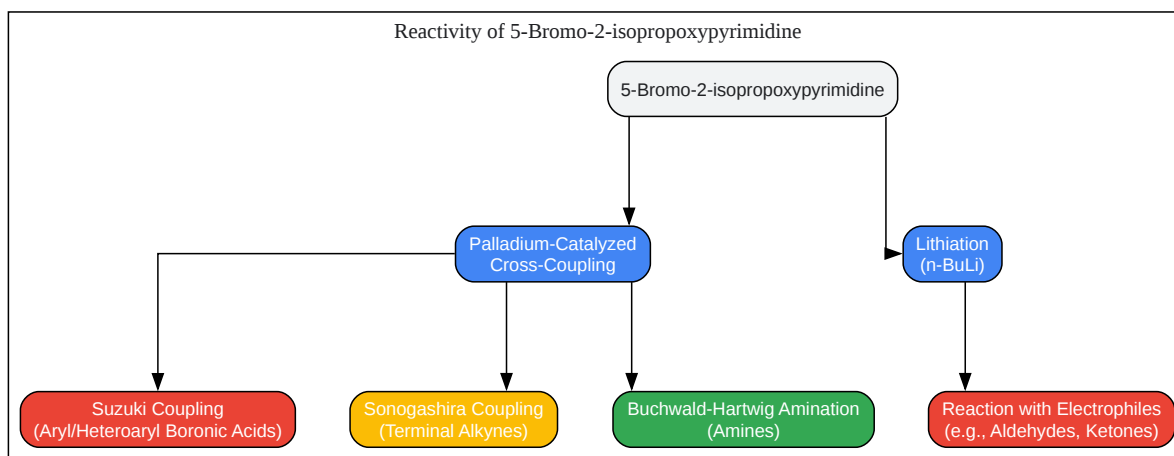 Reactivity of 5-Bromo-2-isopropoxypyrimidine
5-Bromo-2-isopropoxypyrimidine
Palladium-Catalyzed
Cross-Coupling
Lithiation
(n-BuLi)
Suzuki Coupling
(Aryl/Heteroaryl Boronic Acids)
Sonogashira Coupling
(Terminal Alkynes)
Buchwald-Hartwig Amination
(Amines)
Reaction with Electrophiles
(e.g., Aldehydes, Ketones)